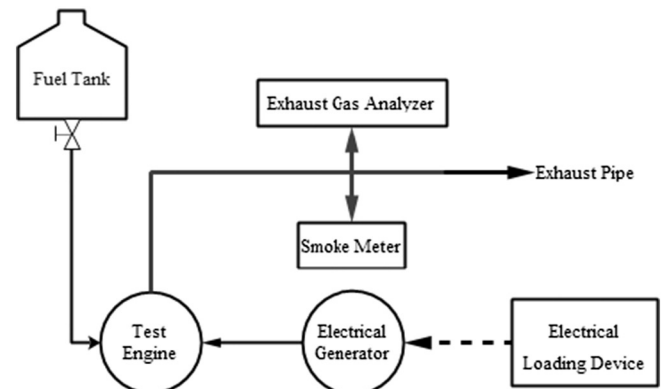 Fuel Tank
Exhaust Gas Analyzer
Exhaust Pipe
Smoke Meter
Test
Engine
Electrical
Generator
Electrical
Loading Device